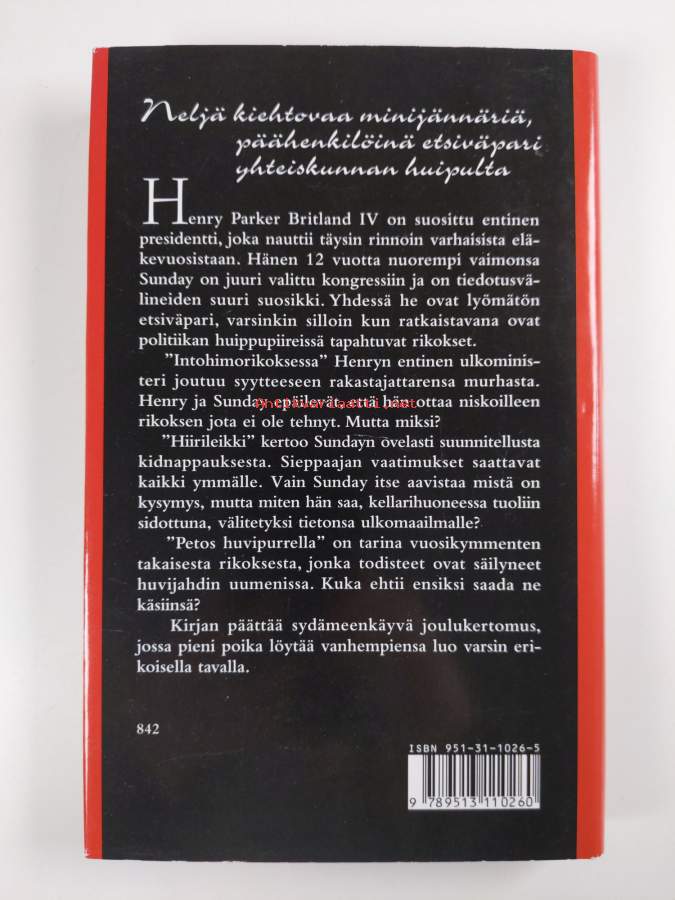 Neljä kiehtovaa minijännäriä,
päähenkilöinä etsiväpari
yhteiskunnan huipulta
Henry Parker Britland IV on suosittu entinen
presidentti, joka nauttii täysin rinnoin varhaisista elä-
kevuosistaan. Hänen 12 vuotta nuorempi vaimonsa
Sunday on juuri valittu kongressiin ja on tiedotusvä-
lineiden suuri suosikki. Yhdessä he ovat lyömätön
etsiväpari, varsinkin silloin kun ratkaistavana ovat
politiikan huippupiireissä tapahtuvat rikokset.
"Intohimorikoksessa" Henryn entinen ulkominis-
teri joutuu syytteeseen rakastajattarensa murhasta.
Henry ja Sunday epäilevät, että hän ottaa niskoilleen
Antikvariaatti.net
rikoksen jota ei ole tehnyt. Mutta miksi?
"Hiirileikki" kertoo Sundayn ovelasti suunnitellusta
kidnappauksesta. Sieppaajan vaatimukset saattavat
kaikki ymmälle. Vain Sunday itse aavistaa mistä on
kysymys, mutta miten hän saa, kellarihuoneessa tuoliin
sidottuna, välitetyksi tietonsa ulkomaailmalle?
"Petos huvipurrella" on tarina vuosikymmenten
takaisesta rikoksesta, jonka todisteet ovat säilyneet
huvijahdin uumenissa. Kuka ehtii ensiksi saada ne
käsiinsä?
Kirjan päättää sydämeenkäyvä joulukertomus,
jossa pieni poika löytää vanhempiensa luo varsin eri-
koisella tavalla.
842
ISBN 951-31-1026-5
9 789513 110260